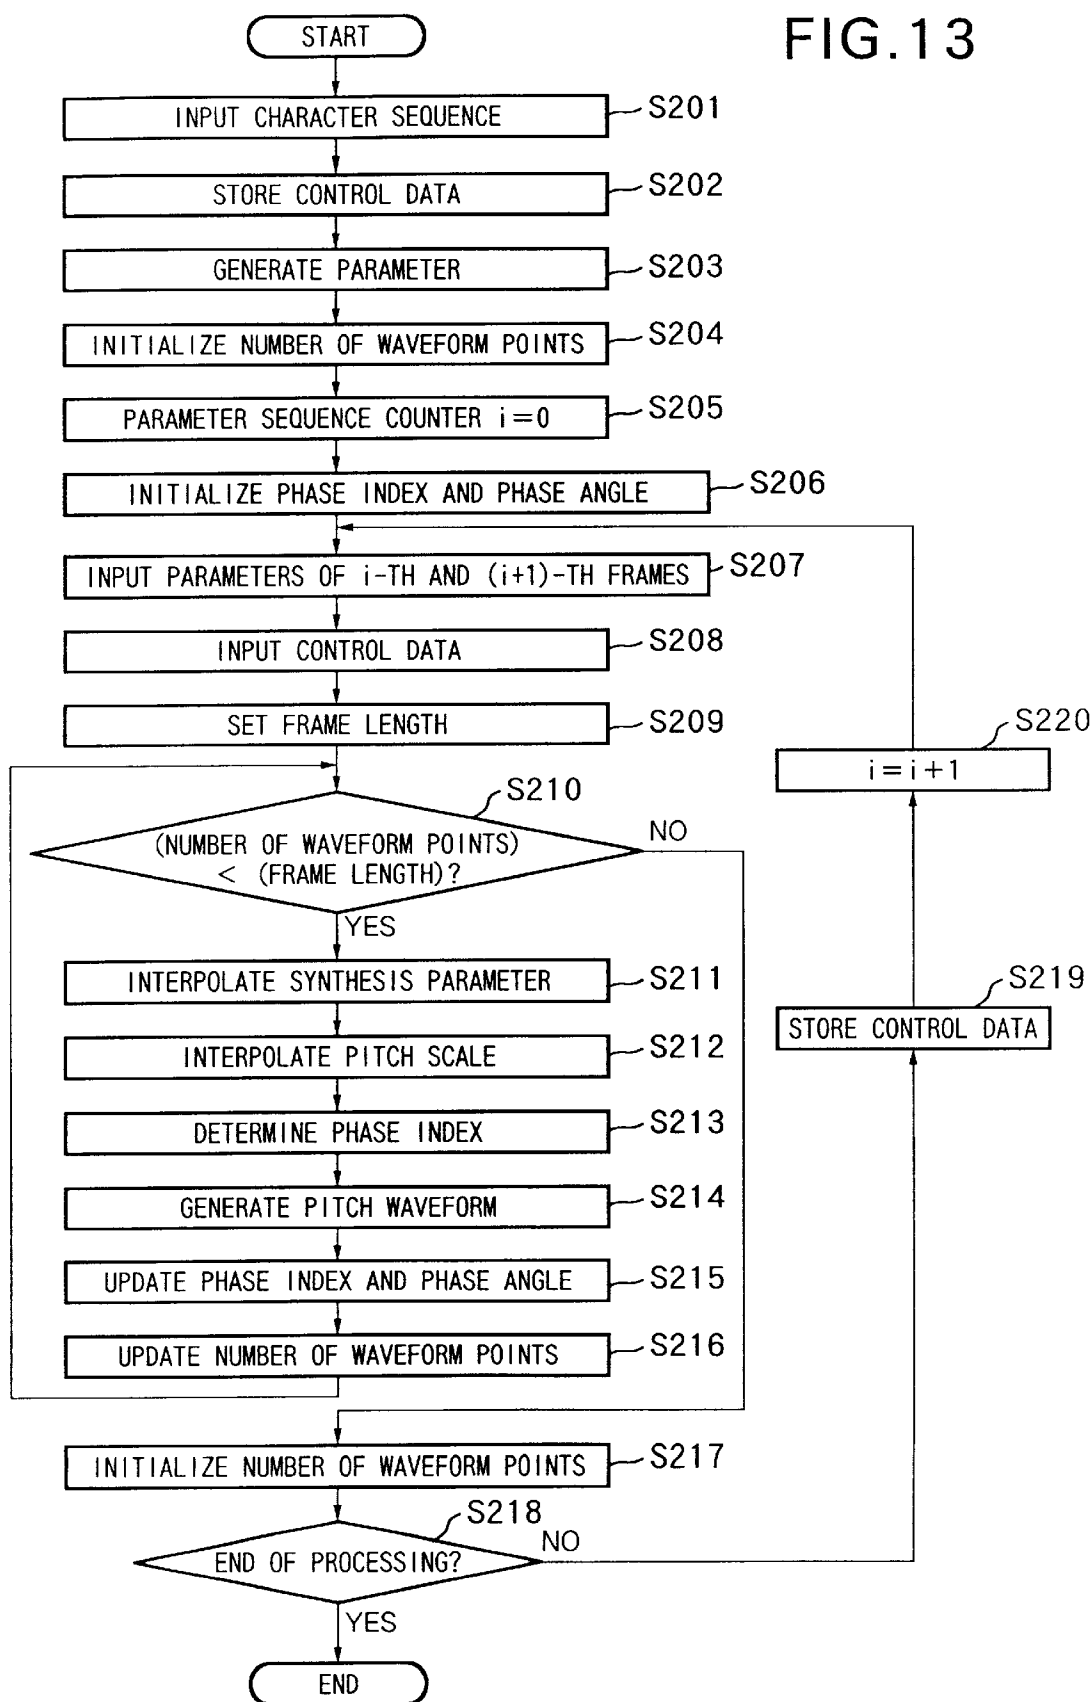 FIG.13
START
INPUT CHARACTER SEQUENCE
S201
STORE CONTROL DATA
S202
GENERATE PARAMETER
S203
INITIALIZE NUMBER OF WAVEFORM POINTS
S204
PARAMETER SEQUENCE COUNTER i=0
S205
INITIALIZE PHASE INDEX AND PHASE ANGLE
S206
INPUT PARAMETERS OF i-TH AND (i+1)-TH FRAMES
S207
INPUT CONTROL DATA
S208
SET FRAME LENGTH
S209
S210
(NUMBER OF WAVEFORM POINTS)
< (FRAME LENGTH)?
NO
YES
INTERPOLATE SYNTHESIS PARAMETER
S211
INTERPOLATE PITCH SCALE
S212
DETERMINE PHASE INDEX
S213
GENERATE PITCH WAVEFORM
S214
UPDATE PHASE INDEX AND PHASE ANGLE
S215
UPDATE NUMBER OF WAVEFORM POINTS
S216
INITIALIZE NUMBER OF WAVEFORM POINTS
S217
S218
END OF PROCESSING?
NO
YES
END
S219
STORE CONTROL DATA
S220
i=i+1